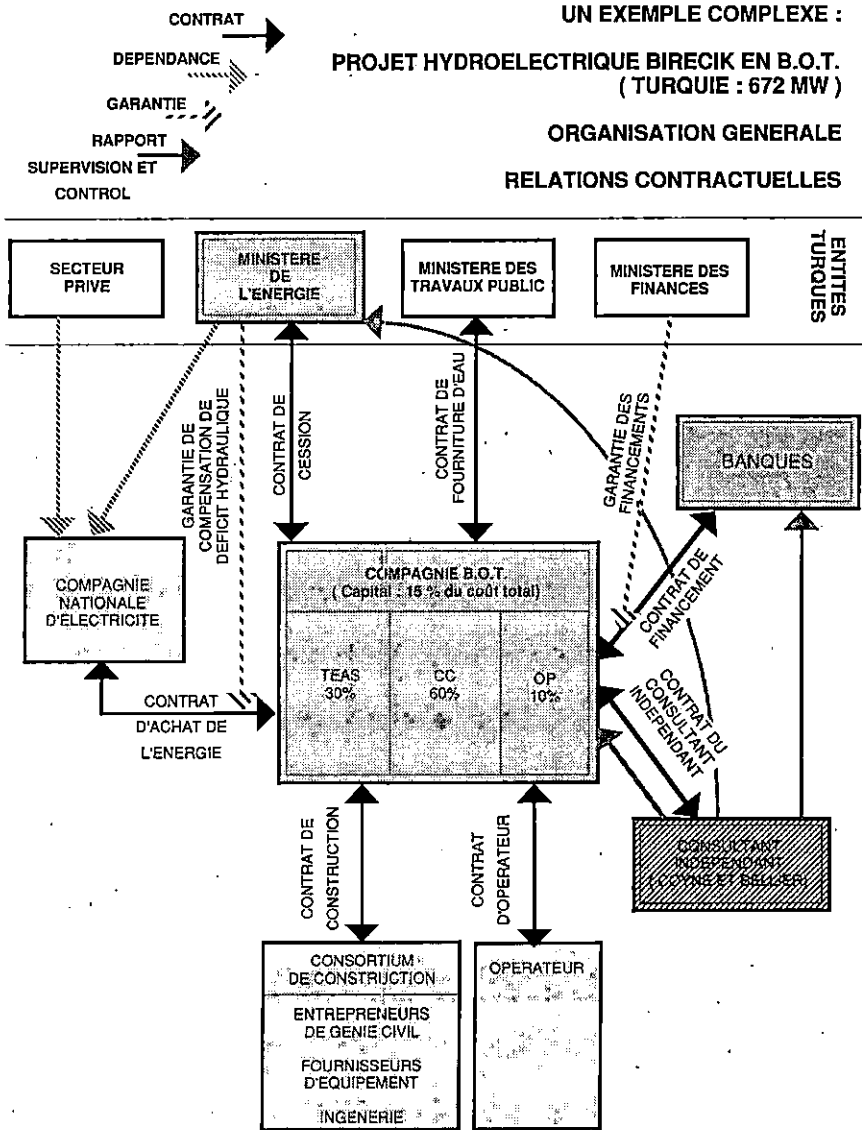 CONTRAT
DEPENDANCE
GARANTIE
RAPPORT
SUPERVISION ET
CONTROL
UN EXEMPLE COMPLEXE :
PROJET HYDROELECTRIQUE BIRECIK EN B.O.T.
( TURQUIE : 672 MW )
ORGANISATION GENERALE
RELATIONS CONTRACTUELLES
SECTEUR
PRIVE
MINISTERE
DE
L'ENERGIE
MINISTERE DES
TRAVAUX PUBLIC
MINISTERE DES
FINANCES
ENTITES
TURQUES
GARANTIE DE
COMPENSATION DE
DEFICIT HYDRAULIQUE
CONTRAT DE
CESSION
CONTRAT DE
FOURNITURE D'EAU
GARANTIE DES
FINANCEMENTS
BANQUES
CONTRAT DE
FINANCEMENT
COMPAGNIE
NATIONALE
D'ÉLECTRICITE
COMPAGNIE B.O.T.
( Capital : 15 % du coût total)
TEAS
30%
CC
60%
OP
10%
CONTRAT
D'ACHAT DE
L'ENERGIE
CONTRAT DU
CONSULTANT
INDEPENDANT
CONSULTANT
INDEPENDANT
( COYNE ET BELLIER)
CONTRAT DE
CONSTRUCTION
CONTRAT
D'OPERATEUR
CONSORTIUM
DE CONSTRUCTION
ENTREPRENEURS
DE GENIE CIVIL
FOURNISSEURS
D'EQUIPEMENT
INGENERIE
OPERATEUR